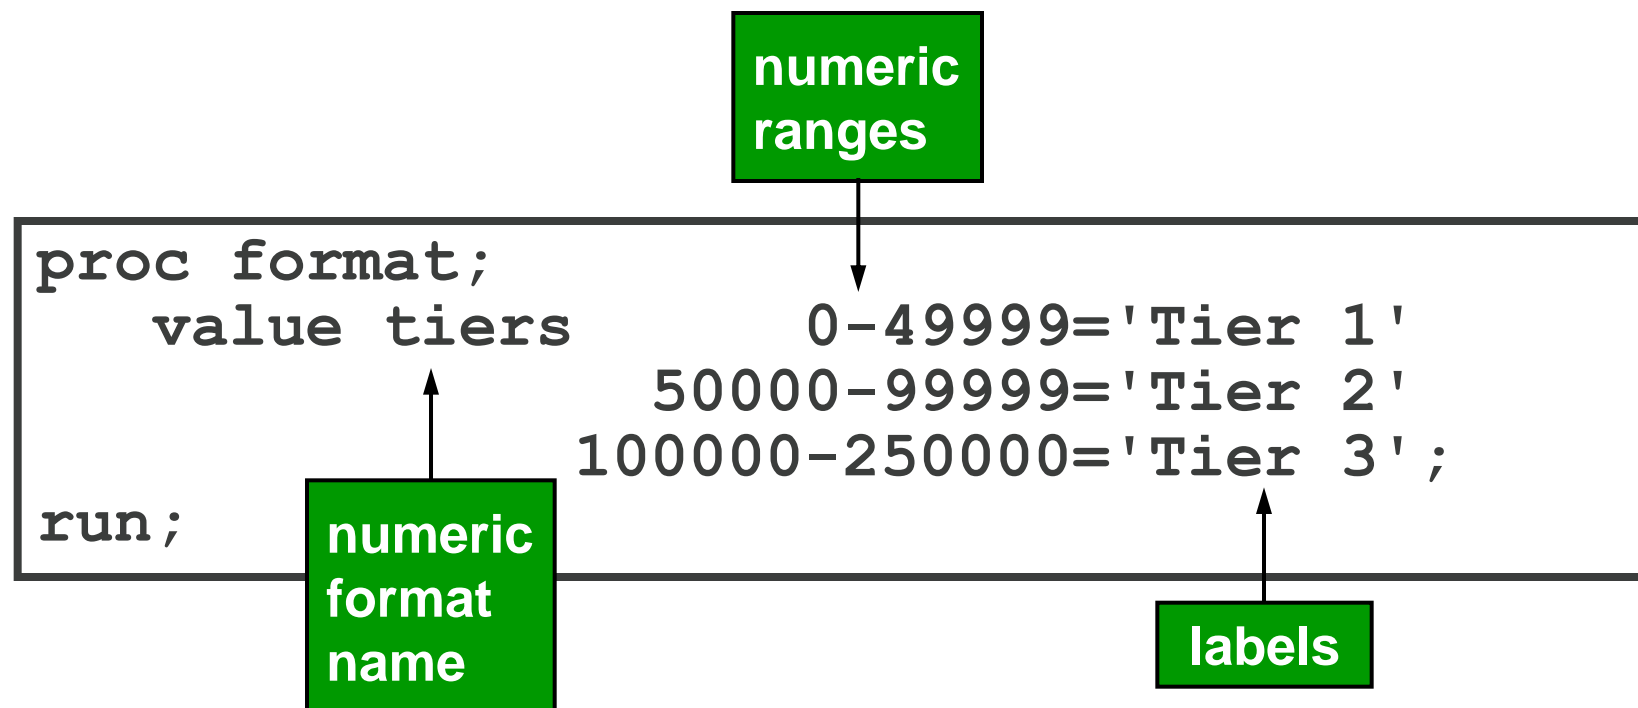 numeric
ranges
proc format;
value tiers 0-49999='Tier 1'
50000-99999='Tier 2'
100000-250000='Tier 3';
run;
numeric
format
name
labels